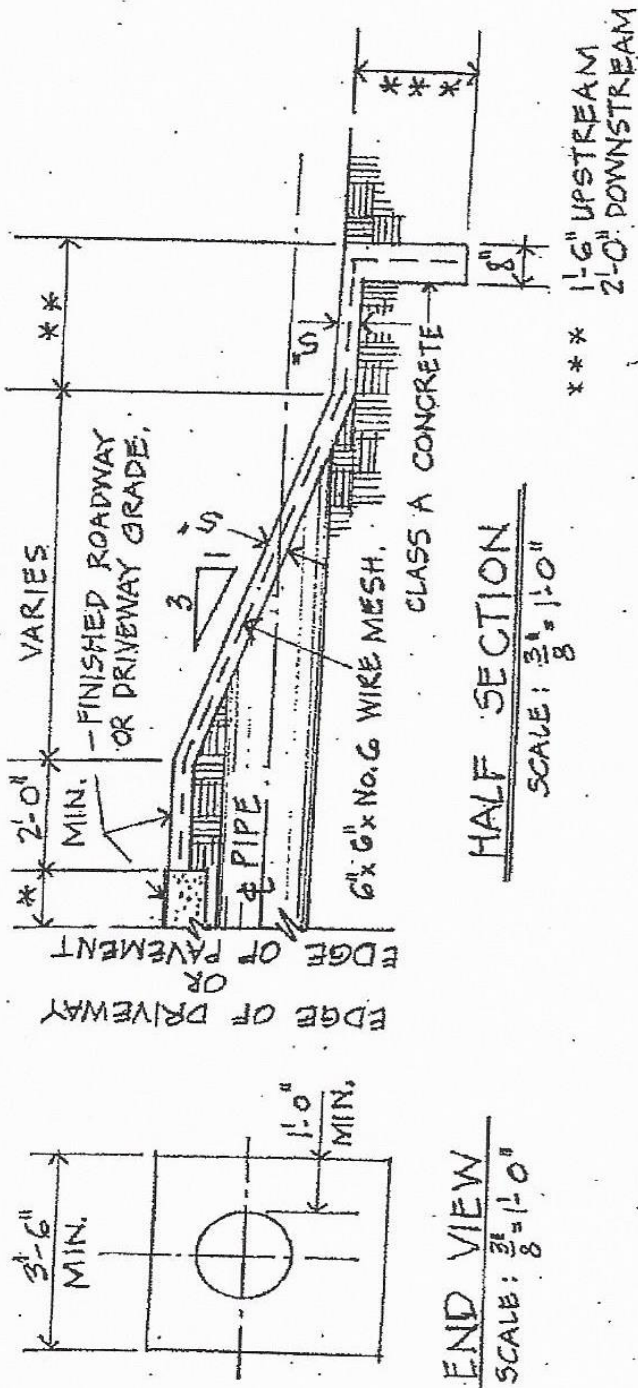 3'-6"
MIN.
1'-0"
MIN.
END VIEW
SCALE: 3/8" = 1'-0"
EDGE OF DRIVEWAY
OR
EDGE OF PAVEMENT
*
2'-0"
MIN.
VARIES
**
FINISHED ROADWAY
OR DRIVEWAY GRADE.
3
1
5"
5"
℄ PIPE.
6" x 6" x No. 6 WIRE MESH.
CLASS A CONCRETE
8"
***
HALF SECTION
SCALE: 3/8" = 1'-0"
*** 1'-6" UPSTREAM
2'-0" DOWNSTREAM